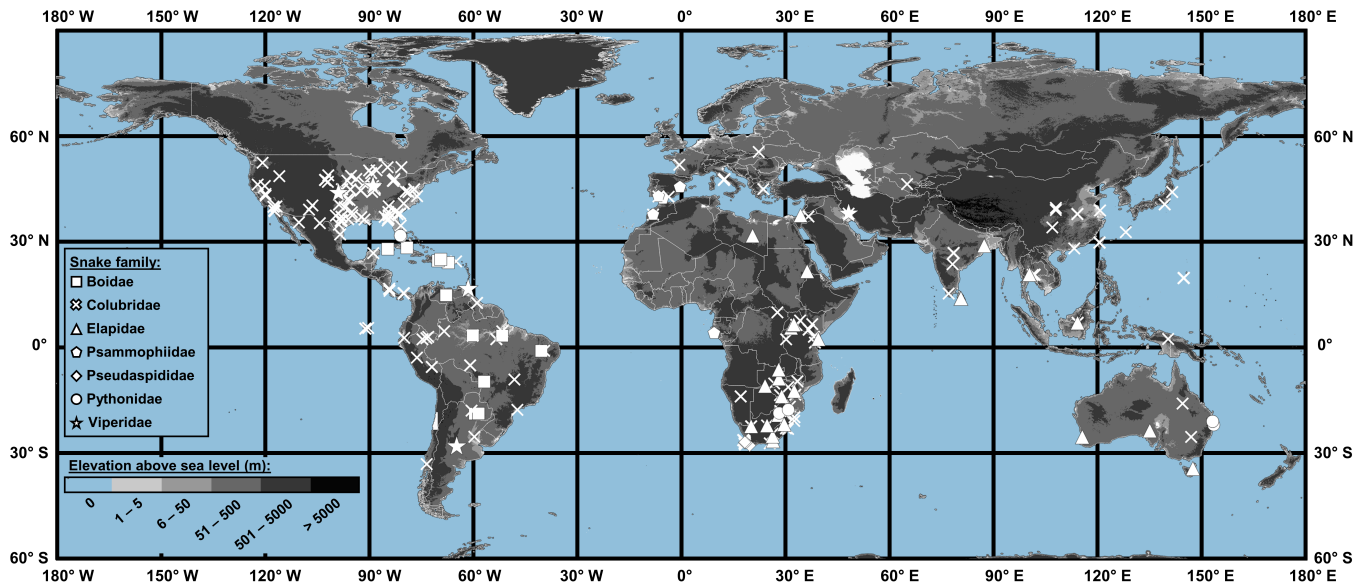 180° W 150° W 120° W 90° W 60° W 30° W 0° 30° E 60° E 90° E 120° E 150° E 180° E
60° N 60° N
30° N 30° N
Snake family:
Boidae
Colubridae
Elapidae
Psammophiidae
0° 0°
Pseudaspididae
Pythonidae
Viperidae
30° S 30° S
Elevation above sea level (m):
0 1 – 5 6 – 50 51 – 500 501 – 5000 > 5000
60° S 60° S
180° W 150° W 120° W 90° W 60° W 30° W 0° 30° E 60° E 90° E 120° E 150° E 180° E